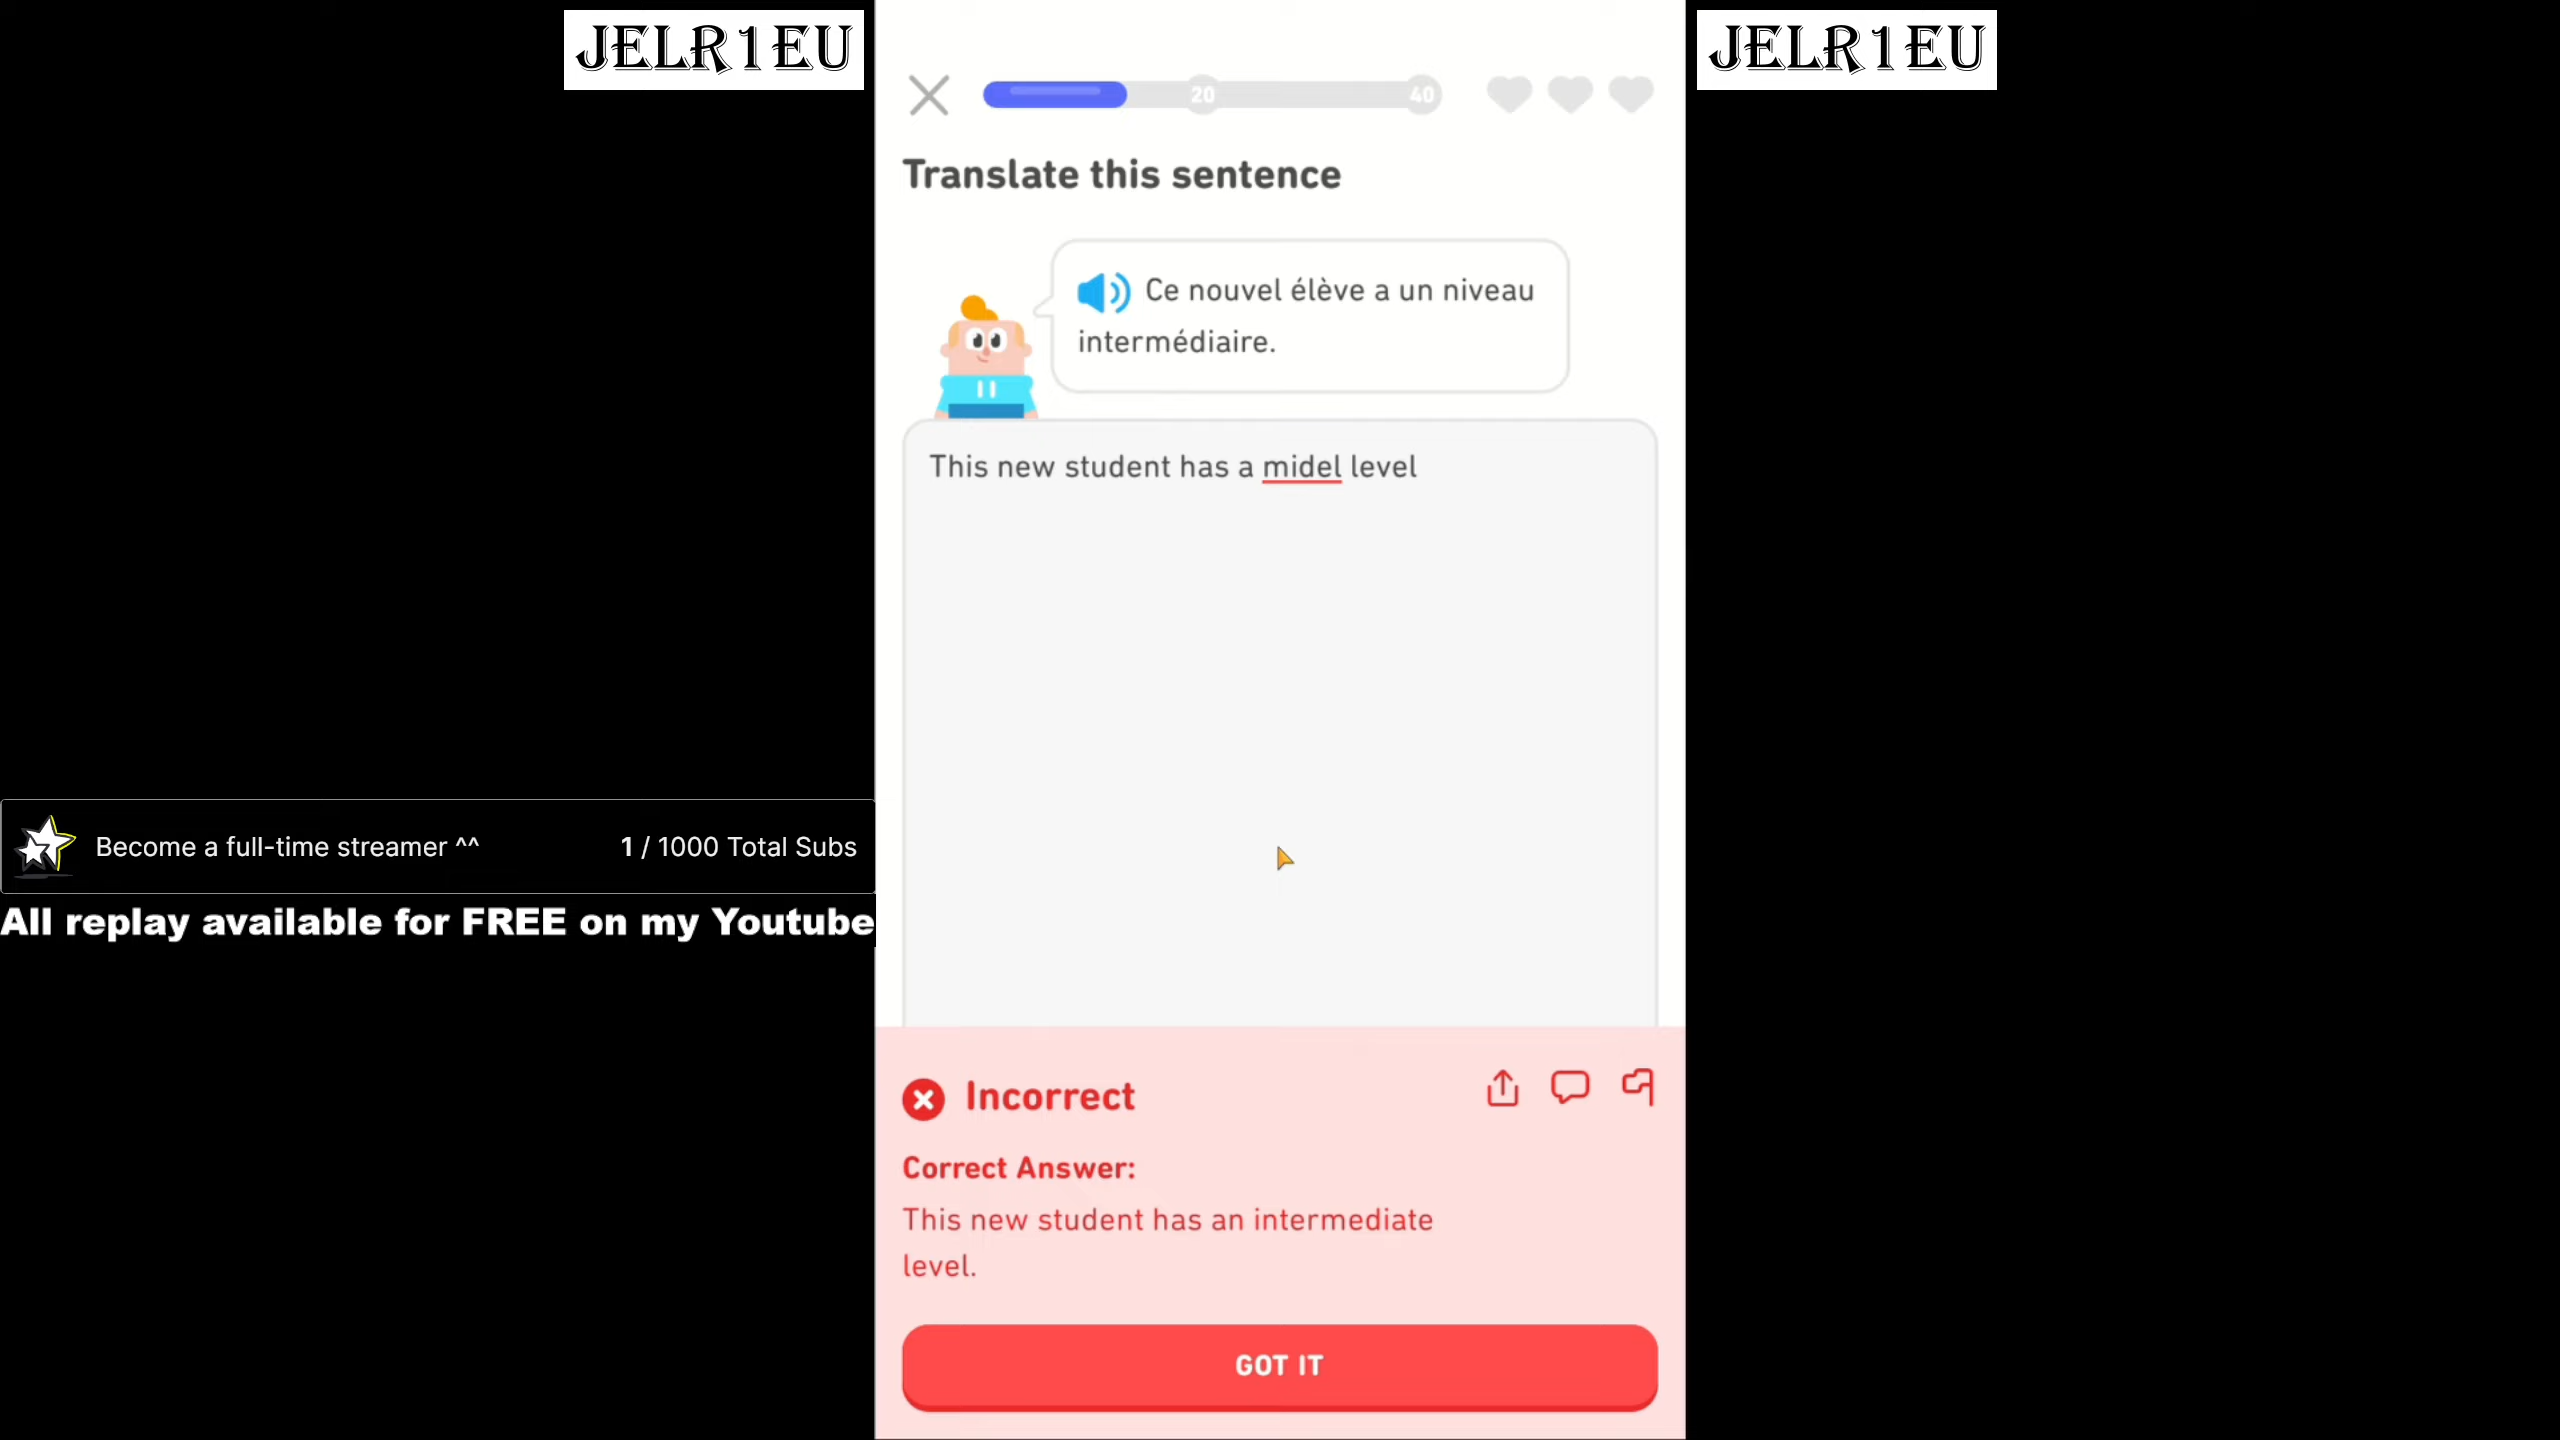 JELR1EU
JELR1EU
20
40
Translate this sentence
Ce nouvel élève a un niveau
intermédiaire.
This new student has a midel level
Become a full-time streamer ^^
1 / 1000 Total Subs
All replay available for FREE on my Youtube
Incorrect
Correct Answer:
This new student has an intermediate
level.
GOT IT